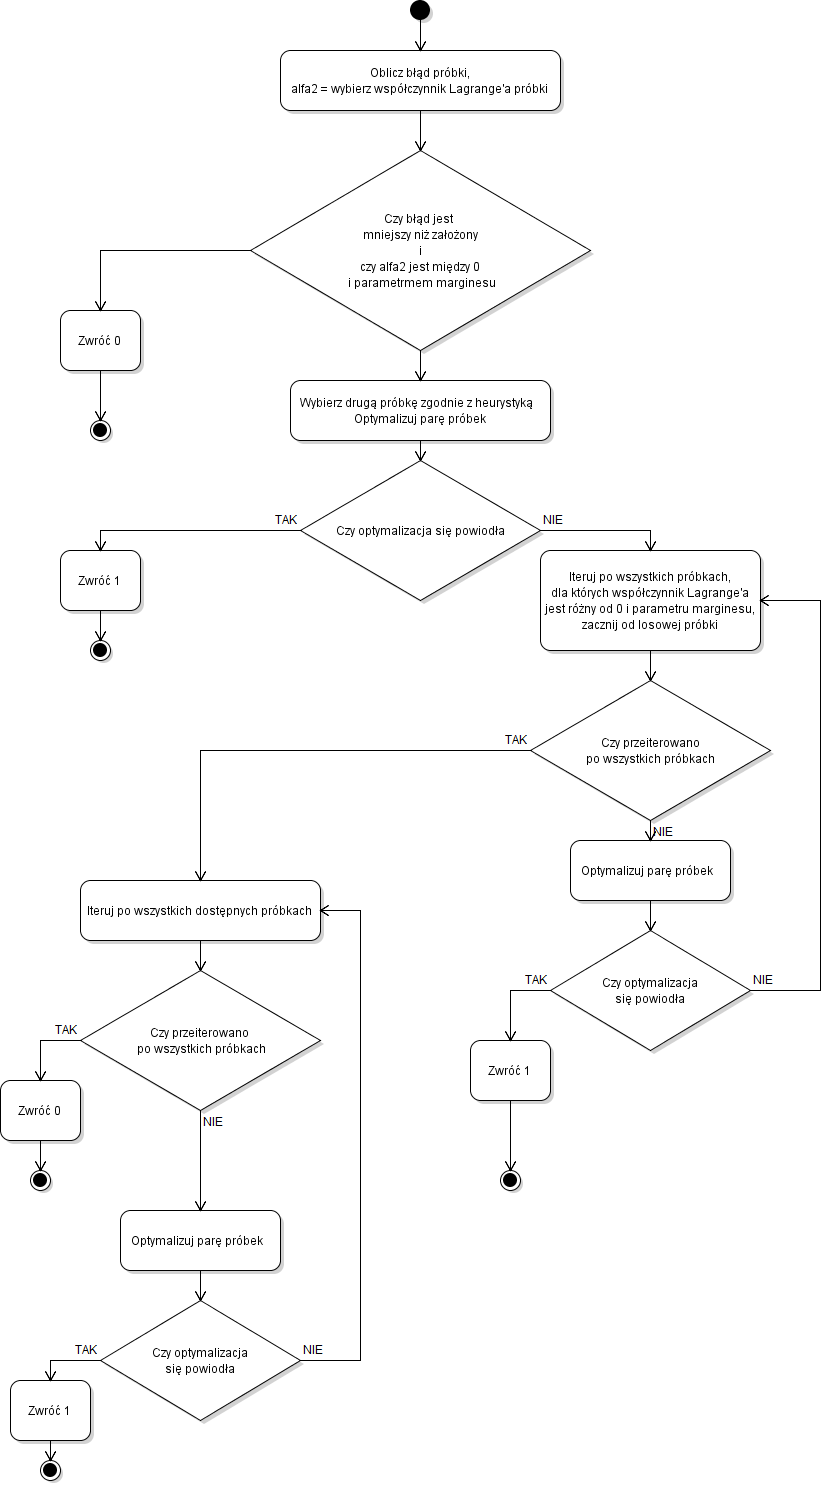 Oblicz błąd próbki,
alfa2 = wybierz współczynnik Lagrange'a próbki
Czy błąd jest
mniejszy niż założony
i
czy alfa2 jest między 0
i parametrmem marginesu
Zwróć 0
Wybierz drugą próbkę zgodnie z heurystyką
Optymalizuj parę próbek
Czy optymalizacja się powiodła
TAK
NIE
Zwróć 1
Iteruj po wszystkich próbkach,
dla których współczynnik Lagrange'a
jest różny od 0 i parametru marginesu,
zacznij od losowej próbki
Czy przeiterowano
po wszystkich próbkach
TAK
NIE
Optymalizuj parę próbek
Iteruj po wszystkich dostępnych próbkach
Czy optymalizacja
się powiodła
TAK
NIE
Zwróć 1
Czy przeiterowano
po wszystkich próbkach
TAK
NIE
Zwróć 0
Optymalizuj parę próbek
Czy optymalizacja
się powiodła
TAK
NIE
Zwróć 1